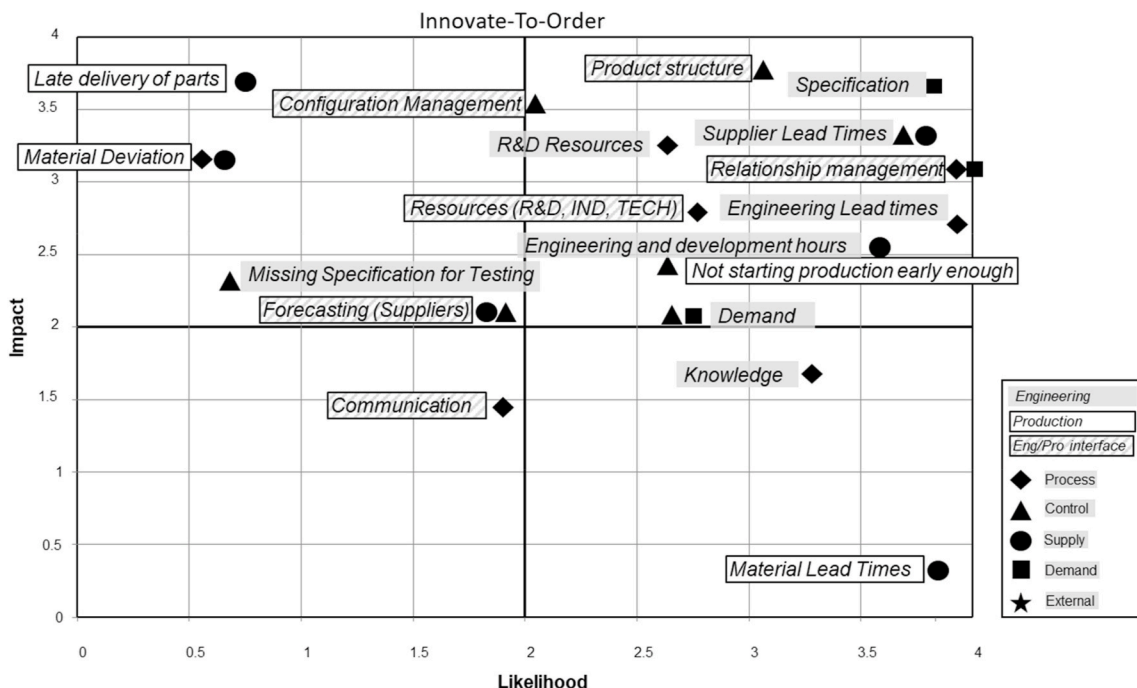 Innovate-To-Order
4
Late delivery of parts
Product structure
Specification
3.5
Configuration Management
R&D Resources
Supplier Lead Times
Material Deviation
Relationship management
3
Resources (R&D, IND, TECH)
Engineering Lead times
2.5
Engineering and development hours
Missing Specification for Testing
Not starting production early enough
Forecasting (Suppliers)
Demand
2
Impact
Knowledge
1.5
Communication
1
0.5
Material Lead Times
0
0 0.5 1 1.5 2 2.5 3 3.5 4
Likelihood
Engineering
Production
Eng/Pro interface
Process
Control
Supply
Demand
External